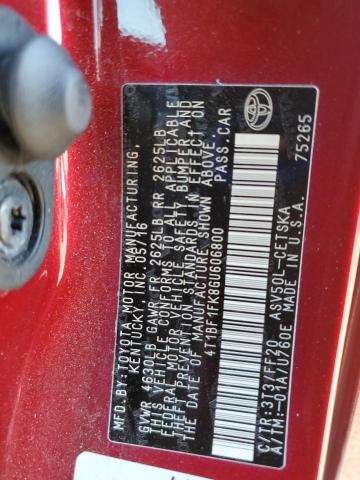 MFD.BY:TOYOTA MOTOR MANUFACTURING,
KENTUCKY, INC. 05/16
GVWR 4630LB GAWR FR 2625LB RR 2625LB
THIS VEHICLE CONFORMS TO ALL APPLICABLE
FEDERAL MOTOR VEHICLE SAFETY, BUMPER, AND
THEFT PREVENTION STANDARDS IN EFFECT ON
THE DATE OF MANUFACTURE SHOWN ABOVE.
4T1BF1FK8GU606800 PASS.CAR
TOYOTA 75265
C/TR:3T3/FF20 ASV50L-CETSKA
A/TM:-01A/U760E MADE IN U.S.A.